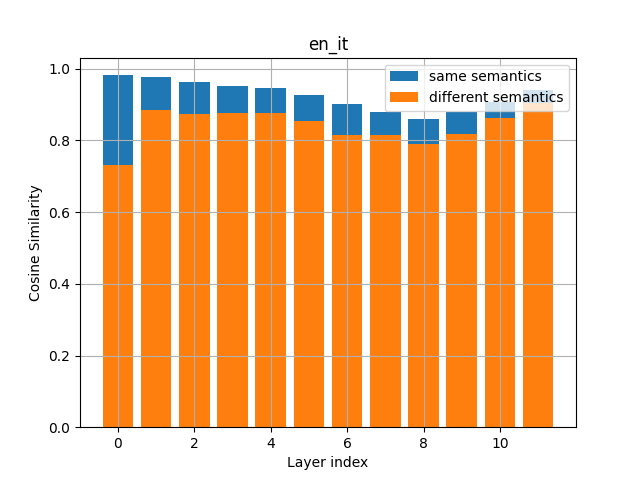 en_it
same semantics
different semantics
Cosine Similarity
1.0
0.8
0.6
0.4
0.2
0.0
0 2 4 6 8 10
Layer index